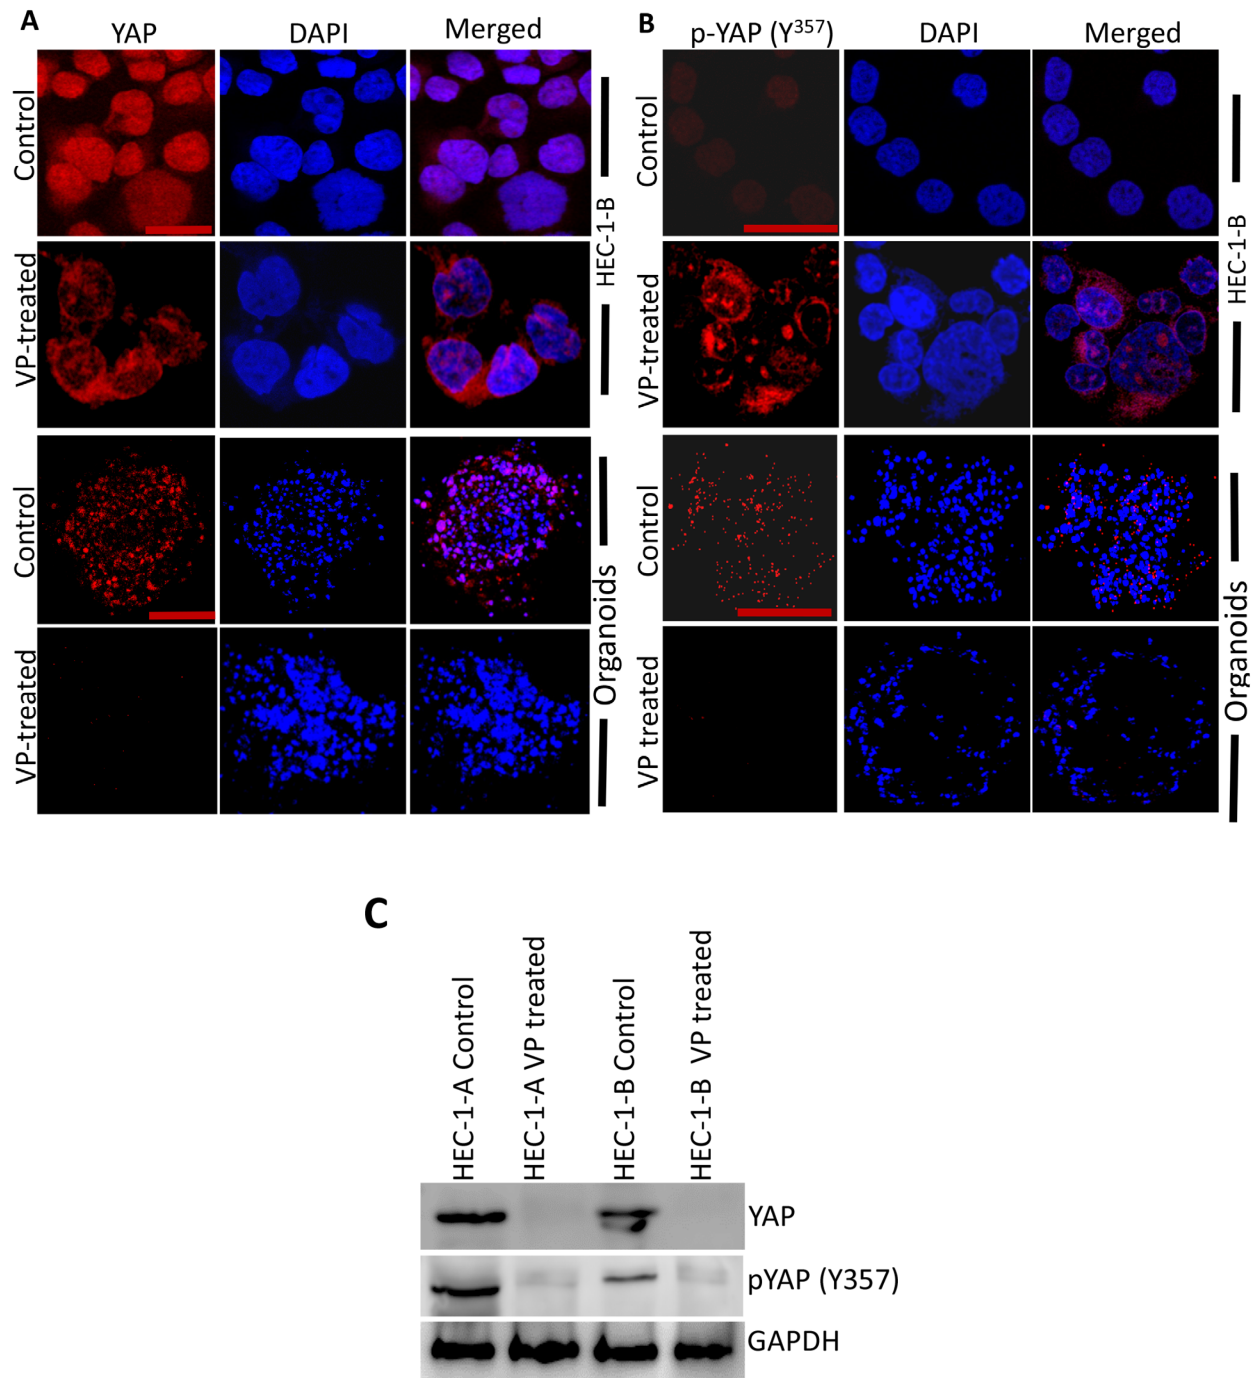 A
YAP
DAPI
Merged
Control
VP-treated
HEC-1-B
Control
VP-treated
Organoids
B
p-YAP (Y³⁵⁷)
DAPI
Merged
Control
VP-treated
HEC-1-B
Control
VP treated
Organoids
C
HEC-1-A Control
HEC-1-A VP treated
HEC-1-B Control
HEC-1-B VP treated
YAP
pYAP (Y357)
GAPDH